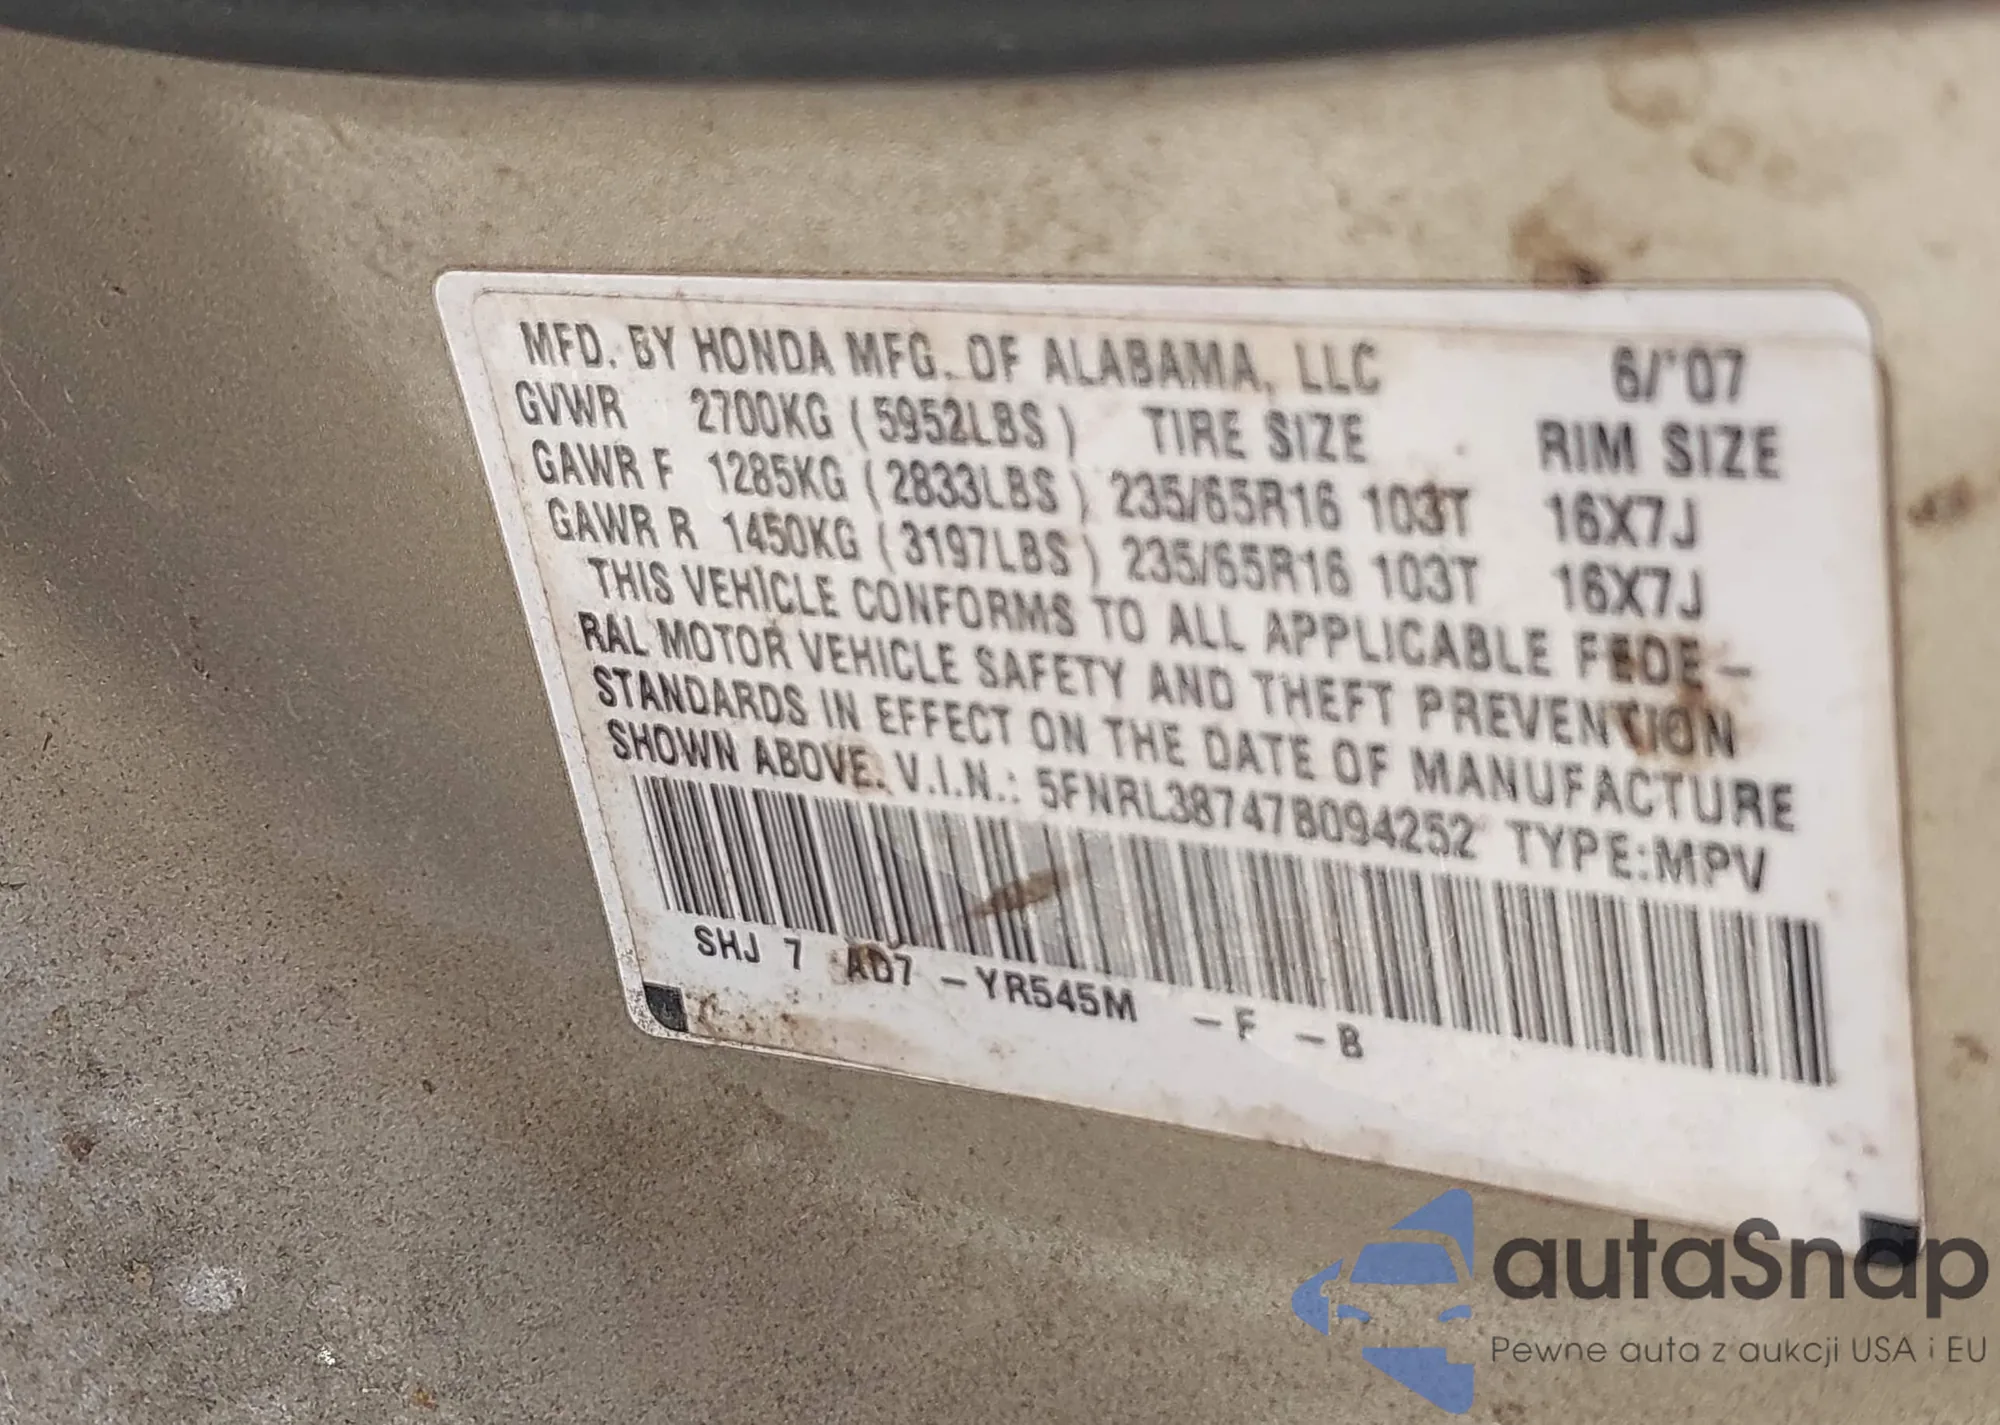 MFD. BY HONDA MFG. OF ALABAMA, LLC 6/'07
GVWR 2700KG (5952LBS) TIRE SIZE RIM SIZE
GAWR F 1285KG (2833LBS) 235/65R16 103T 16X7J
GAWR R 1450KG (3197LBS) 235/65R16 103T 16X7J
THIS VEHICLE CONFORMS TO ALL APPLICABLE FEDE-
RAL MOTOR VEHICLE SAFETY AND THEFT PREVENTION
STANDARDS IN EFFECT ON THE DATE OF MANUFACTURE
SHOWN ABOVE. V.I.N.: 5FNRL38747B094252 TYPE:MPV
SHJ 7 AD7 -YR545M -F -B
autaSnap
Pewne auta z aukcji USA i EU